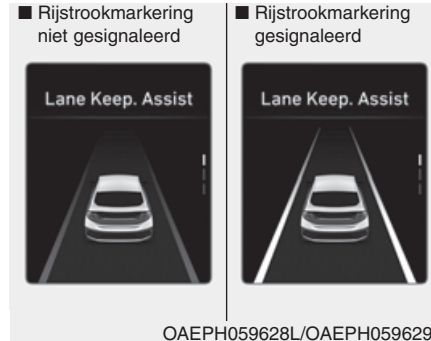 ■ Rijstrookmarkering
niet gesignaleerd
Lane Keep. Assist
■ Rijstrookmarkering
gesignaleerd
Lane Keep. Assist
OAEPH059628L/OAEPH059629